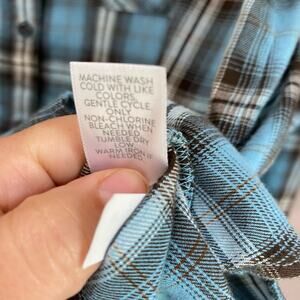 MACHINE WASH
COLD WITH LIKE
COLORS,
GENTLE CYCLE.
ONLY
NON-CHLORINE
BLEACH WHEN
NEEDED
TUMBLE DRY
LOW.
WARM IRON IF
NEEDED